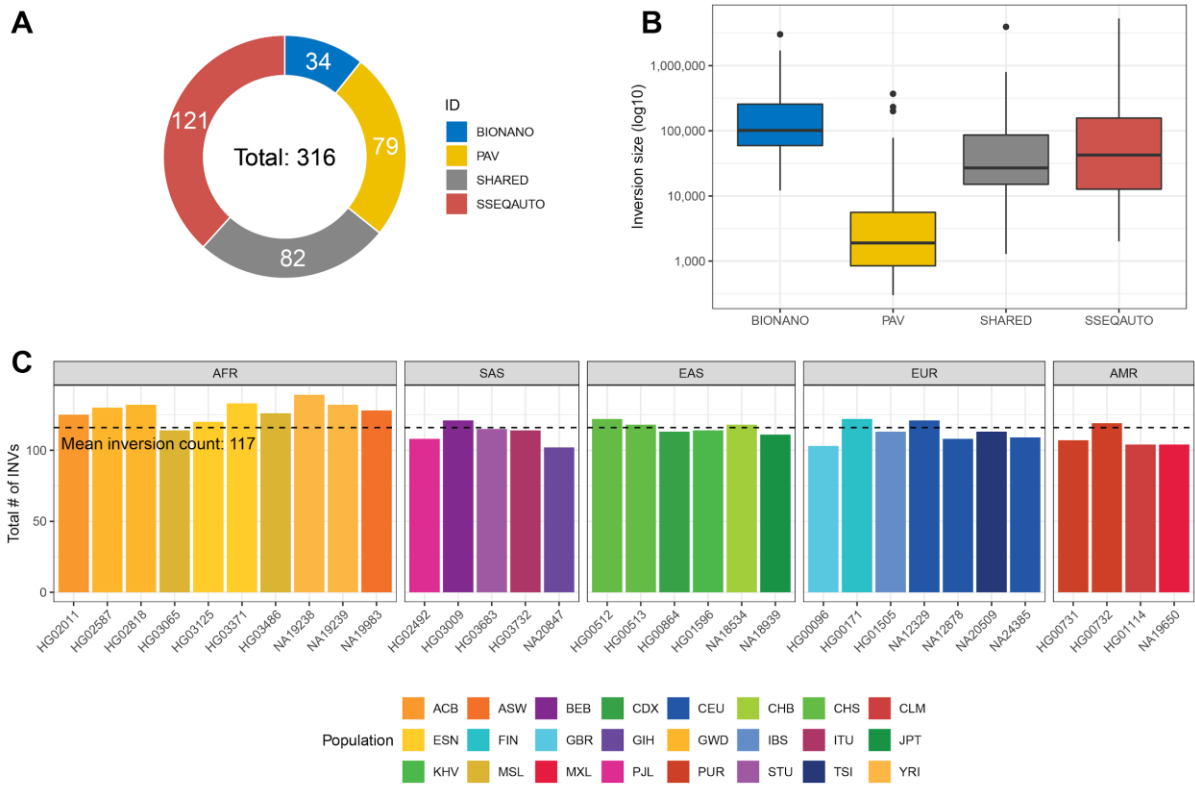 A
34
79
82
121
Total: 316
ID
BIONANO
PAV
SHARED
SSEQAUTO
B
Inversion size (log10)
1,000,000
100,000
10,000
1,000
BIONANO PAV SHARED SSEQAUTO
C
AFR SAS EAS EUR AMR
Total # of INVs
100
50
0
Mean inversion count: 117
HG02011 HG02587 HG02818 HG03065 HG03125 HG03371 HG03486 NA19238 NA19239 NA19983 HG02492 HG03009 HG03683 HG03732 NA20847 HG00512 HG00513 HG00864 HG01596 NA18534 NA18939 HG00096 HG00171 HG01505 NA12329 NA12878 NA20509 NA24385 HG00731 HG00732 HG01114 NA19650
Population
ACB ASW BEB CDX CEU CHB CHS CLM
ESN FIN GBR GIH GWD IBS ITU JPT
KHV MSL MXL PJL PUR STU TSI YRI